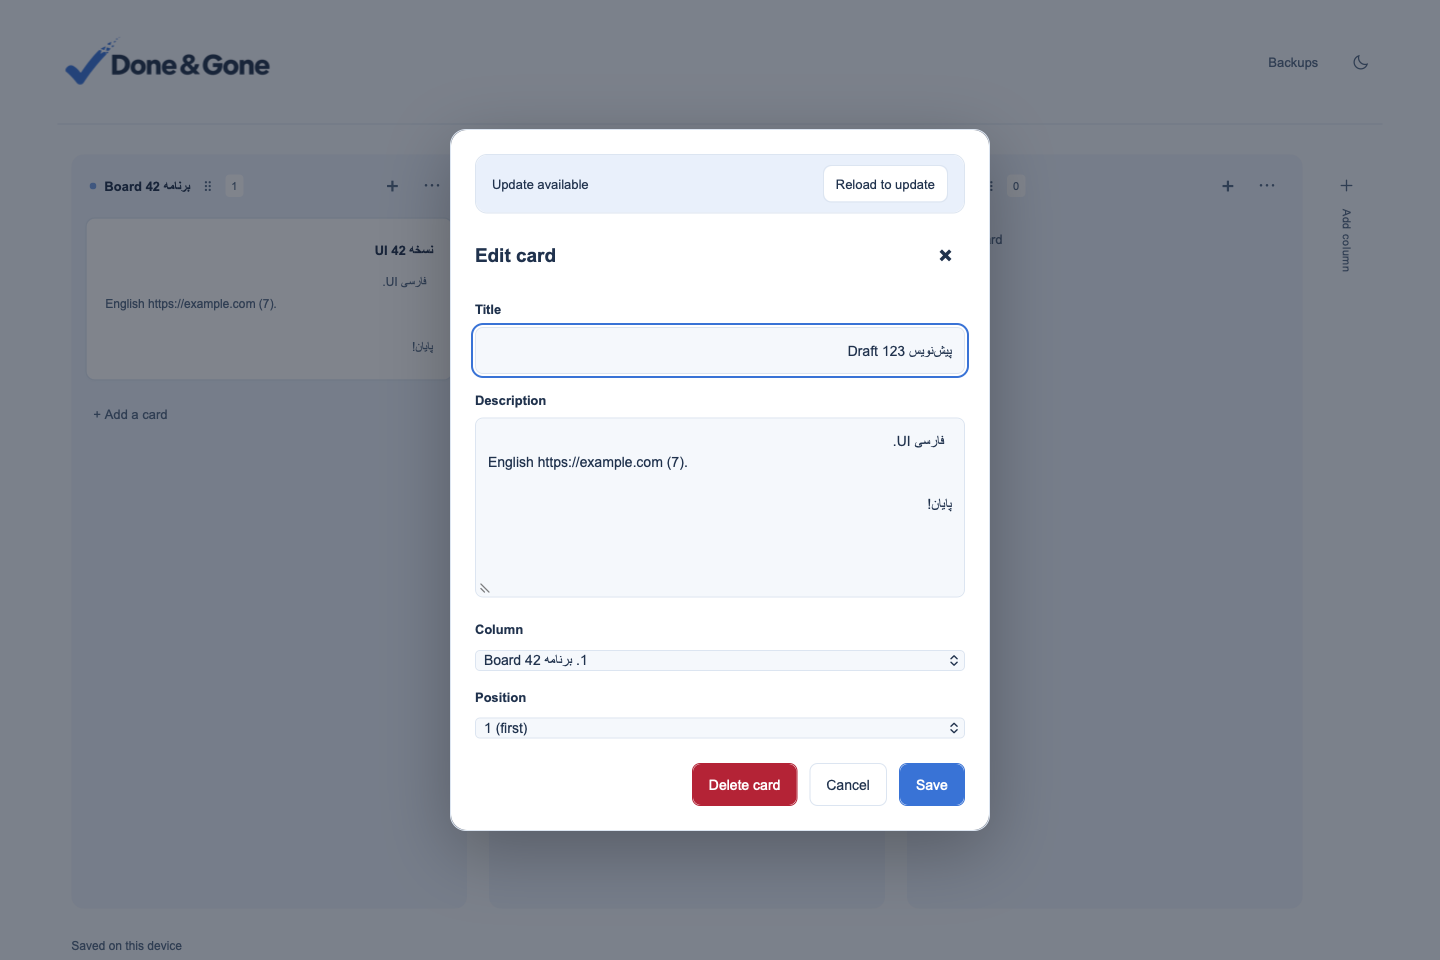 Done & Gone
Backups
برنامه Board 42
1
0
Add column
نسخه UI 42
فارسی UI.
English https://example.com (7).
پایان!
+ Add a card
rd
Update available
Reload to update
Edit card
Title
پیش‌نویس Draft 123
Description
فارسی UI.
English https://example.com (7).
پایان!
Column
1. برنامه Board 42
Position
1 (first)
Delete card
Cancel
Save
Saved on this device